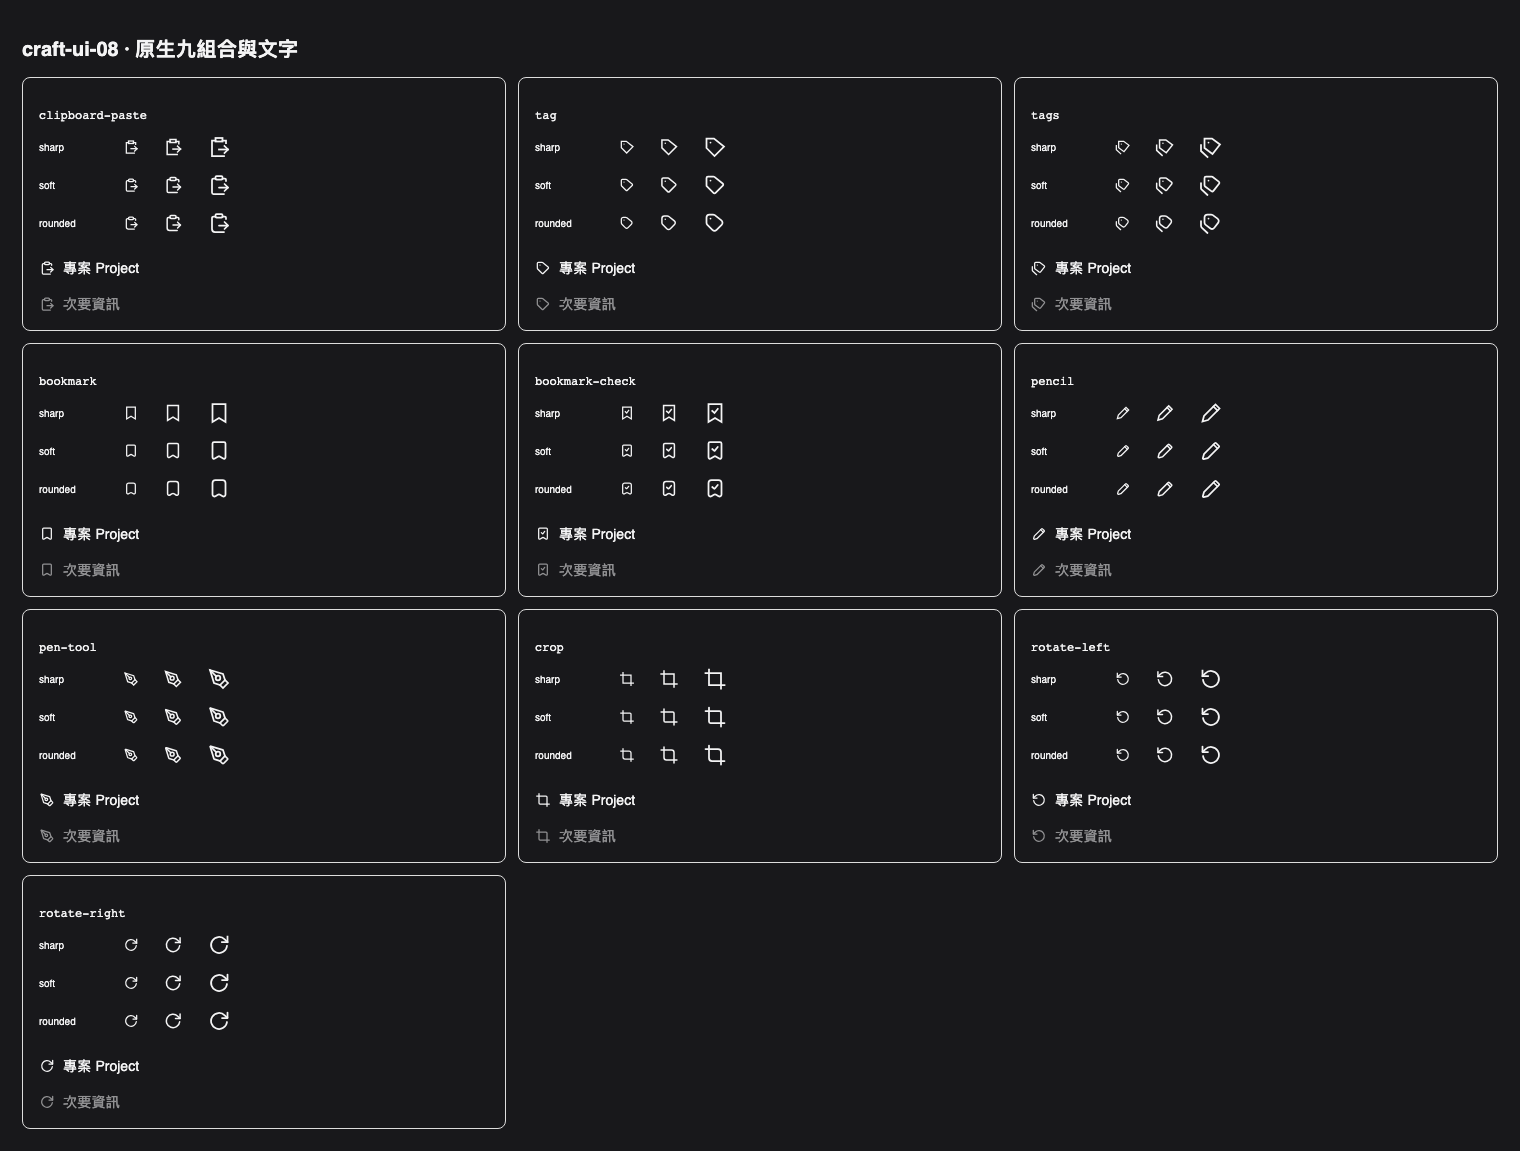 craft-ui-08 · 原生九組合與文字
clipboard-paste
sharp
soft
rounded
專案 Project
次要資訊
tag
sharp
soft
rounded
專案 Project
次要資訊
tags
sharp
soft
rounded
專案 Project
次要資訊
bookmark
sharp
soft
rounded
專案 Project
次要資訊
bookmark-check
sharp
soft
rounded
專案 Project
次要資訊
pencil
sharp
soft
rounded
專案 Project
次要資訊
pen-tool
sharp
soft
rounded
專案 Project
次要資訊
crop
sharp
soft
rounded
專案 Project
次要資訊
rotate-left
sharp
soft
rounded
專案 Project
次要資訊
rotate-right
sharp
soft
rounded
專案 Project
次要資訊